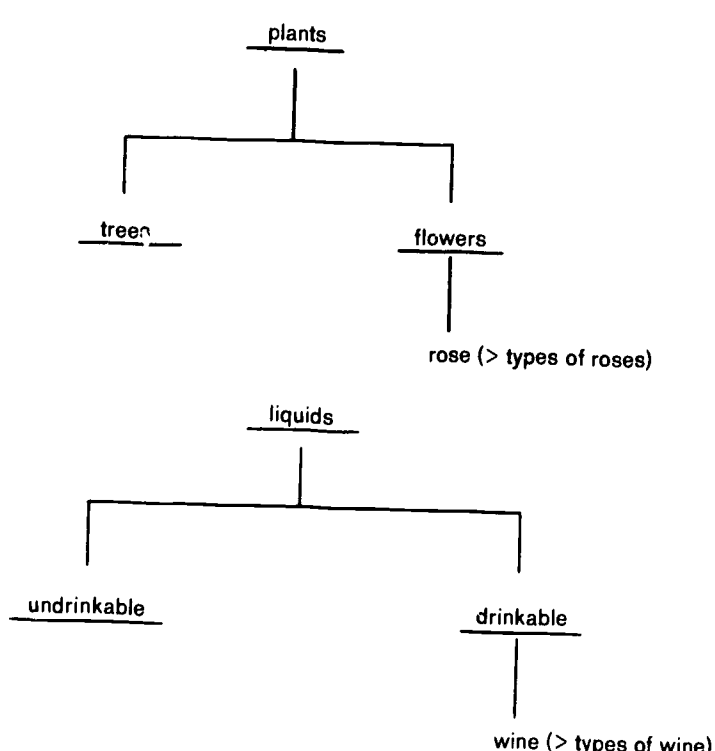 plants
trees
flowers
rose (> types of roses)
liquids
undrinkable
drinkable
wine (> types of wine)